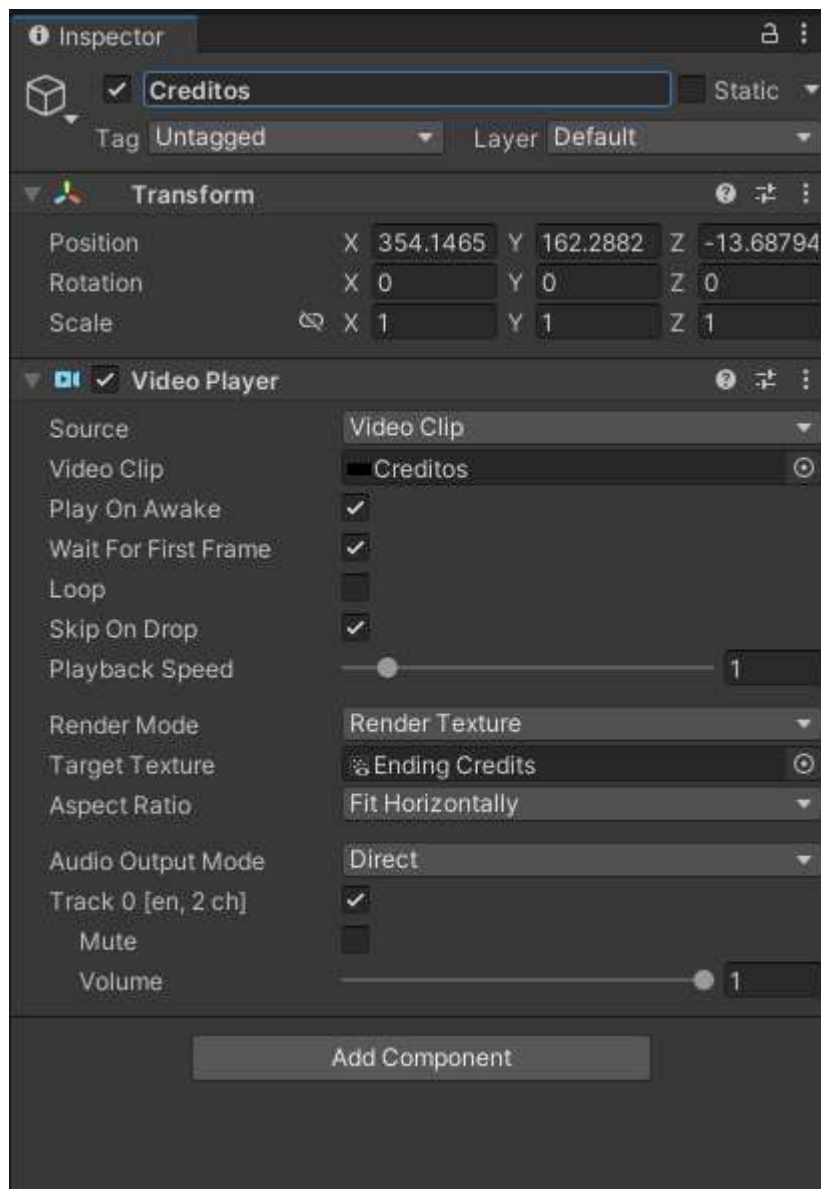 Inspector
Creditos Static
Tag Untagged Layer Default
Transform
Position X 354.1465 Y 162.2882 Z -13.68794
Rotation X 0 Y 0 Z 0
Scale X 1 Y 1 Z 1
Video Player
Source Video Clip
Video Clip Creditos
Play On Awake
Wait For First Frame
Loop
Skip On Drop
Playback Speed 1
Render Mode Render Texture
Target Texture Ending Credits
Aspect Ratio Fit Horizontally
Audio Output Mode Direct
Track 0 [en, 2 ch]
Mute
Volume 1
Add Component